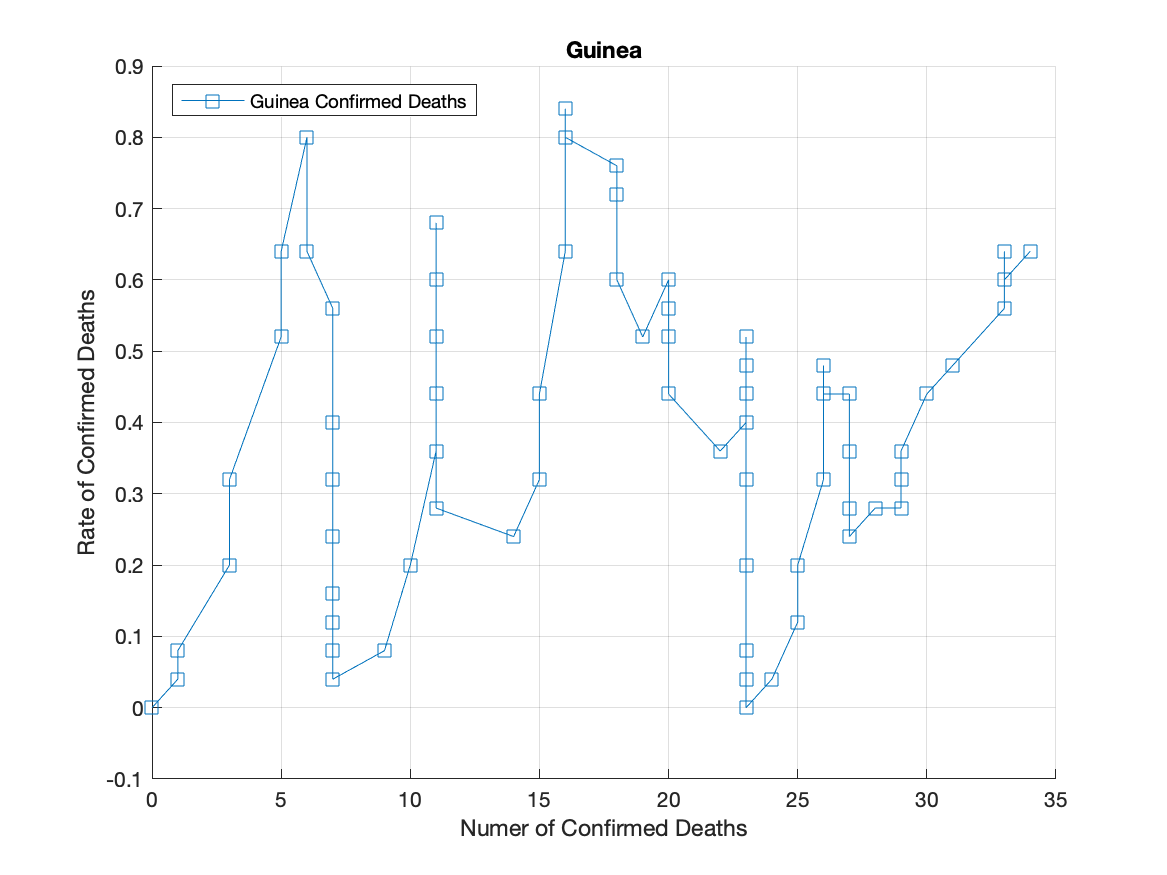 Guinea
Guinea Confirmed Deaths
0.9
0.8
0.7
0.6
0.5
0.4
0.3
0.2
0.1
0
-0.1
Rate of Confirmed Deaths
0 5 10 15 20 25 30 35
Numer of Confirmed Deaths